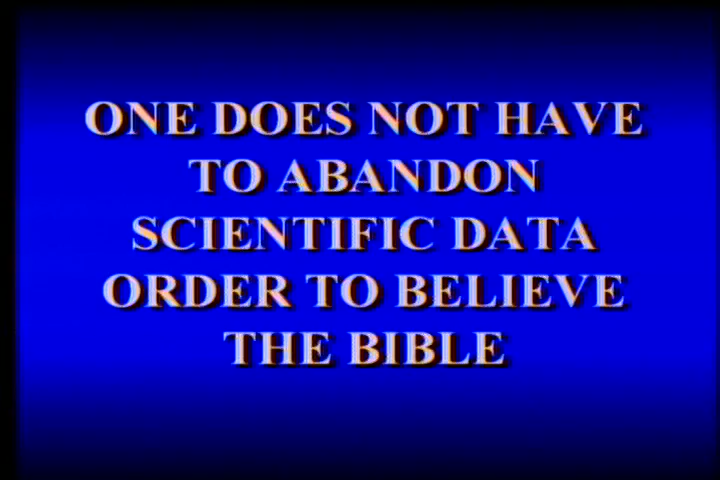 ONE DOES NOT HAVE
TO ABANDON
SCIENTIFIC DATA
ORDER TO BELIEVE
THE BIBLE